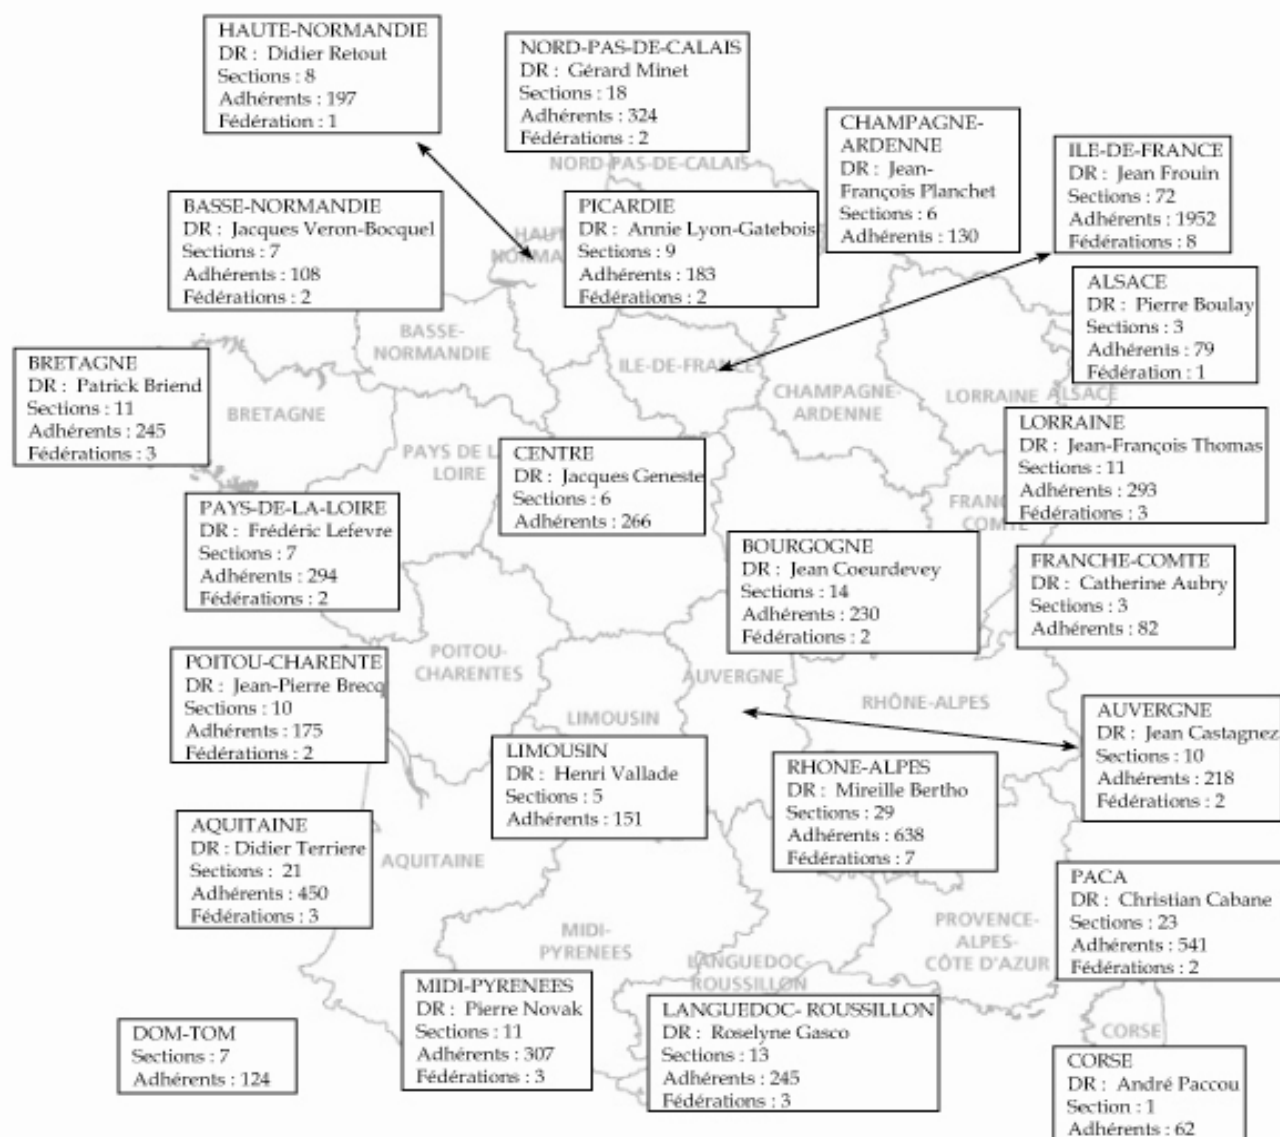 HAUTE-NORMANDIE
DR : Didier Retout
Sections : 8
Adhérents : 197
Fédération : 1
NORD-PAS-DE-CALAIS
DR : Gérard Minet
Sections : 18
Adhérents : 324
Fédérations : 2
NORD-PAS-DE-CALAIS
CHAMPAGNE-
ARDENNE
DR : Jean-
François Planchet
Sections : 6
Adhérents : 130
ILE-DE-FRANCE
DR : Jean Frouin
Sections : 72
Adhérents : 1952
Fédérations : 8
BASSE-NORMANDIE
DR : Jacques Veron-Bocquel
Sections : 7
Adhérents : 108
Fédérations : 2
HAU
NORMA
PICARDIE
DR : Annie Lyon-Gatebois
Sections : 9
Adhérents : 183
Fédérations : 2
ALSACE
DR : Pierre Boulay
Sections : 3
Adhérents : 79
Fédération : 1
BASSE-
NORMANDIE
ILE-DE-FRANCE
CHAMPAGNE-
ARDENNE
LORRAINE
ALSACE
BRETAGNE
DR : Patrick Briend
Sections : 11
Adhérents : 245
Fédérations : 3
BRETAGNE
PAYS DE L
LOIRE
CENTRE
DR : Jacques Geneste
Sections : 6
Adhérents : 266
LORRAINE
DR : Jean-François Thomas
Sections : 11
Adhérents : 293
Fédérations : 3
FRANC
COMTE
PAYS-DE-LA-LOIRE
DR : Frédéric Lefevre
Sections : 7
Adhérents : 294
Fédérations : 2
BOURGOGNE
DR : Jean Coeurdevey
Sections : 14
Adhérents : 230
Fédérations : 2
FRANCHE-COMTE
DR : Catherine Aubry
Sections : 3
Adhérents : 82
POITOU-CHARENTE
DR : Jean-Pierre Brecq
Sections : 10
Adhérents : 175
Fédérations : 2
POITOU-
CHARENTES
LIMOUSIN
AUVERGNE
RHÔNE-ALPES
LIMOUSIN
DR : Henri Vallade
Sections : 5
Adhérents : 151
RHONE-ALPES
DR : Mireille Bertho
Sections : 29
Adhérents : 638
Fédérations : 7
AUVERGNE
DR : Jean Castagnez
Sections : 10
Adhérents : 218
Fédérations : 2
AQUITAINE
DR : Didier Terriere
Sections : 21
Adhérents : 450
Fédérations : 3
AQUITAINE
MIDI-
PYRENEES
LANGUEDOC-
ROUSSILLON
PROVENCE-
ALPES-
CÔTE D'AZUR
PACA
DR : Christian Cabane
Sections : 23
Adhérents : 541
Fédérations : 2
DOM-TOM
Sections : 7
Adhérents : 124
MIDI-PYRENEES
DR : Pierre Novak
Sections : 11
Adhérents : 307
Fédérations : 3
LANGUEDOC- ROUSSILLON
DR : Roselyne Gasco
Sections : 13
Adhérents : 245
Fédérations : 3
CORSE
CORSE
DR : André Paccou
Section : 1
Adhérents : 62